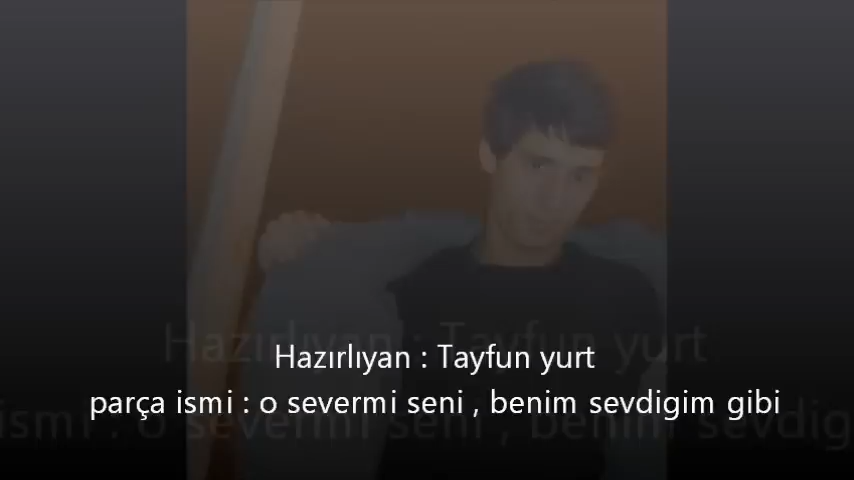 Hazırlıyan : Tayfun yurt
parça ismi : o severmi seni , benim sevdigim gibi